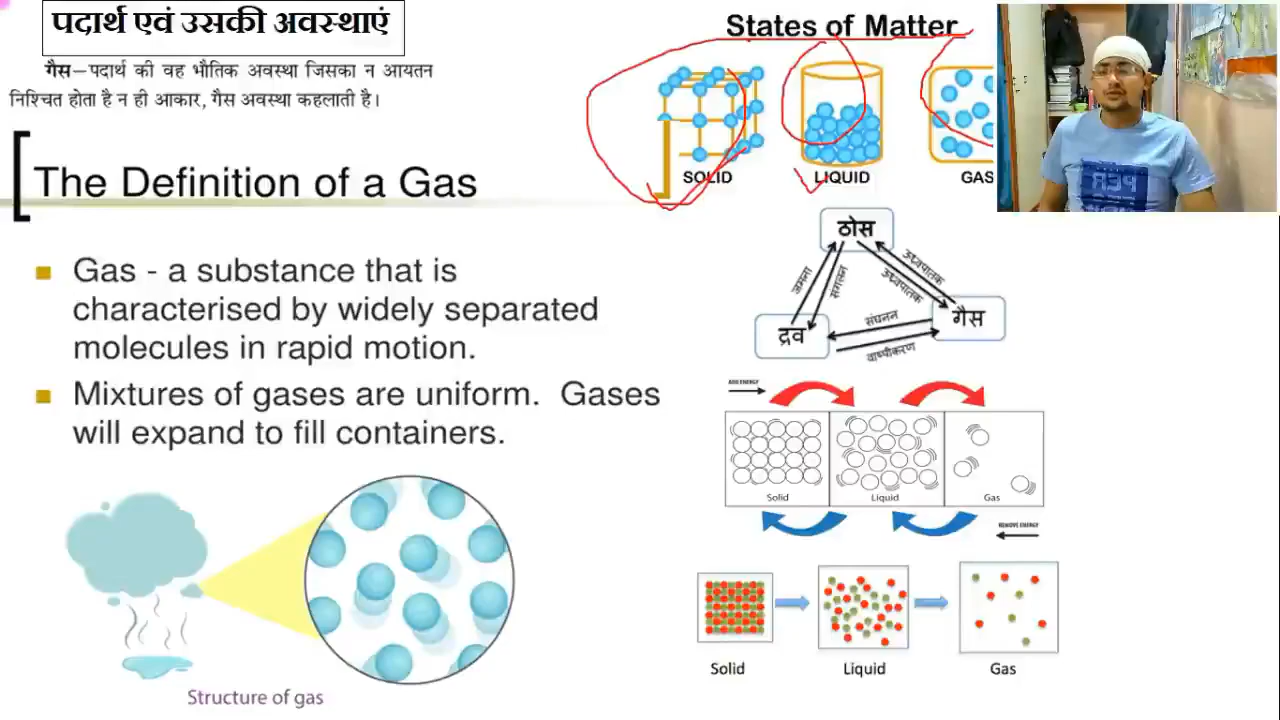 पदार्थ एवं उसकी अवस्थाएं
गैस—पदार्थ की वह भौतिक अवस्था जिसका न आयतन
निश्चित होता है न ही आकार, गैस अवस्था कहलाती है।
The Definition of a Gas
Gas - a substance that is
characterised by widely separated
molecules in rapid motion.
Mixtures of gases are uniform. Gases
will expand to fill containers.
Structure of gas
States of Matter
SOLID
LIQUID
GAS
ठोस
जमना
संगलन
उर्ध्वपातक
उर्ध्वपातक
द्रव
संघनन
वाष्पीकरण
गैस
ADD ENERGY
Solid
Liquid
Gas
REMOVE ENERGY
Solid
Liquid
Gas